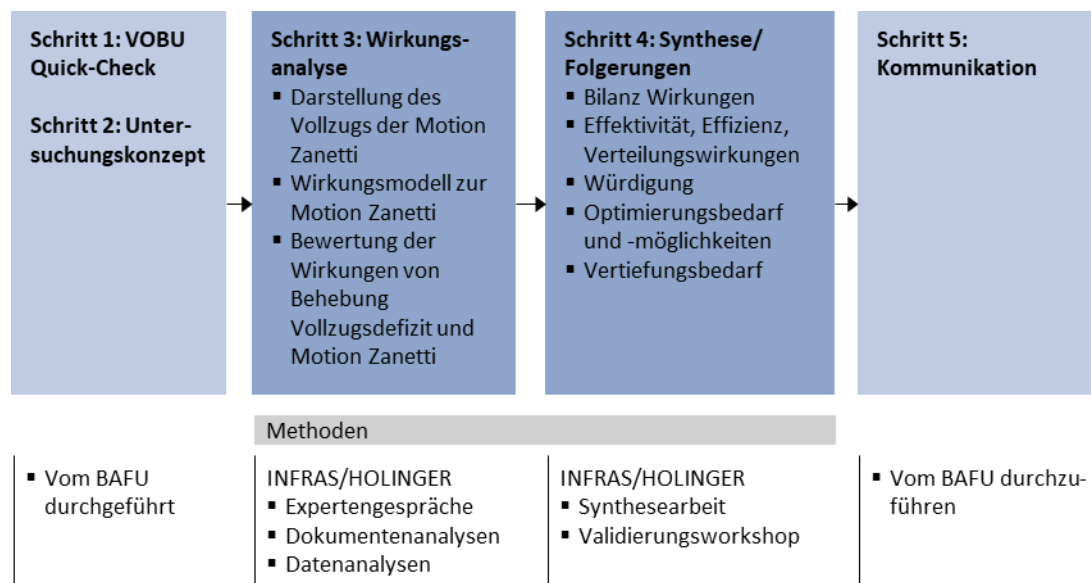 Schritt 1: VOBU
Quick-Check
Schritt 2: Unter-
suchungskonzept
Schritt 3: Wirkungs-
analyse
▪ Darstellung des
Vollzugs der Motion
Zanetti
▪ Wirkungsmodell zur
Motion Zanetti
▪ Bewertung der
Wirkungen von
Behebung
Vollzugsdefizit und
Motion Zanetti
Schritt 4: Synthese/
Folgerungen
▪ Bilanz Wirkungen
▪ Effektivität, Effizienz,
Verteilungswirkungen
▪ Würdigung
▪ Optimierungsbedarf
und -möglichkeiten
▪ Vertiefungsbedarf
Schritt 5:
Kommunikation
Methoden
▪ Vom BAFU
durchgeführt
INFRAS/HOLINGER
▪ Expertengespräche
▪ Dokumentenanalysen
▪ Datenanalysen
INFRAS/HOLINGER
▪ Synthesearbeit
▪ Validierungsworkshop
▪ Vom BAFU durchzu-
führen